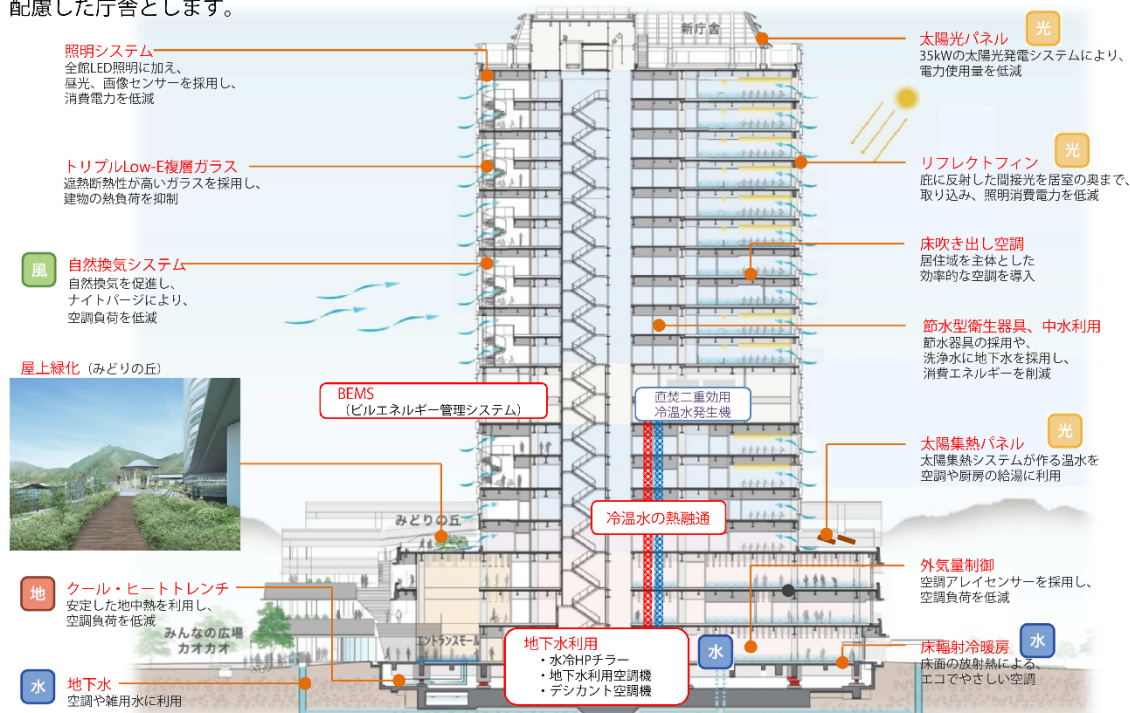 配慮した庁舎とします。
新庁舎
照明システム
全館LED照明に加え、
昼光、画像センサーを採用し、
消費電力を低減
トリプルLow-E複層ガラス
遮熱断熱性が高いガラスを採用し、
建物の熱負荷を抑制
風
自然換気システム
自然換気を促進し、
ナイトパージにより、
空調負荷を低減
屋上緑化（みどりの丘）
BEMS
（ビルエネルギー管理システム）
直焚二重効用
冷温水発生機
冷温水の熱融通
みどりの丘
地
クール・ヒートトレンチ
安定した地中熱を利用し、
空調負荷を低減
みんなの広場
カオカオ
エントランスモール
水
地下水
空調や雑用水に利用
地下水利用
・水冷HPチラー
・地下水利用空調機
・デシカント空調機
水
太陽光パネル
光
35kWの太陽光発電システムにより、
電力使用量を低減
リフレクトフィン
光
庇に反射した間接光を居室の奥まで、
取り込み、照明消費電力を低減
床吹き出し空調
居住域を主体とした
効率的な空調を導入
節水型衛生器具、中水利用
節水器具の採用や、
洗浄水に地下水を採用し、
消費エネルギーを削減
太陽集熱パネル
光
太陽集熱システムが作る温水を
空調や厨房の給湯に利用
外気量制御
空調アレイセンサーを採用し、
空調負荷を低減
床輻射冷暖房
水
床面の放射熱による、
エコでやさしい空調